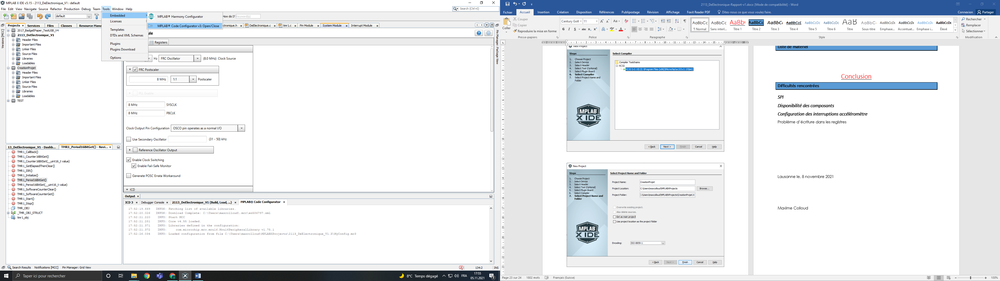 MPLAB X IDE v5.15 - 2113_DeElectronique_V1 : default
File Edit View Navigate Source Refactor Production Debug Team Tools Window Help
Search (Ctrl+I)
default
How do I? Keyword(s)
Embedded
Licenses
Templates
DTDs and XML Schemas
Plugins
Plugins Download
Options
MPLAB® Harmony Configurator
MPLAB® Code Configurator v3: Open/Close
Projects × Services Files Classes Resource Mana
2017_BadgeEPaper_TestUSB_V4
2113_DeElectronique_V1
Header Files
Important Files
Linker Files
Source Files
Libraries
Loadables
CreationProjet
Header Files
Important Files
Linker Files
Source Files
Libraries
Loadables
TEST
Versions [MCC]
ctronique.h × DeElectronique.c × tmr1.c × Pin Module × System Module × Interrupt Module ×
ule
Registers
Hz FRC Oscillator (8.0 MHz) Clock Source
FRC Postscaler
8 MHz 1:1 Postscaler
PLL Enable
8 MHz SYSCLK
8 MHz PBCLK
Clock Output Pin Configuration OSCO pin operates as a normal I/O
Use Secondary Oscillator (31 - 50) kHz
Reference Oscillator Output
Enable Clock Switching
Enable Fail-Safe Monitor
Generate POSC Errata Workaround
ICD
Pin Manager: Package View
13_DeElectronique_V1 - Dashb... TMR1_Period16BitGet() - Navi... ×
TMR1_CallBack()
TMR1_Counter16BitGet()
TMR1_Counter16BitSet(__uint16_t value)
TMR1_GetElapsedThenClear()
TMR1_ISR()
TMR1_Initialize()
TMR1_Period16BitGet()
TMR1_Period16BitSet(__uint16_t value)
TMR1_SoftwareCounterClear()
TMR1_SoftwareCounterGet()
TMR1_Start()
TMR1_Stop()
TMR_OBJ
_TMR_OBJ_STRUCT
tmr1_obj
Output ×
ICD 3 × Debugger Console × 2113_DeElectronique_V1 (Build, Load, ...) × MPLAB® Code Configurator ×
17:52:19.669 INFOS: Fetching list of available libraries.
17:52:20.026 INFOS: Download Complete: C:\Users\maxcolloud\.mcc\en586797.xml
17:52:21.220 INFO: Start MCC
17:52:21.281 INFO: Core v4.55 loaded.
17:52:21.371 INFO: Libraries defined in the configuration:
17:52:21.372 INFO: com.microchip.mcc.mcu16.Mcu16PeripheralLibrary v1.75.1
17:52:26.034 INFO: Loaded configuration from file C:\Users\maxcolloud\MPLABXProjects\2113_DeElectronique_V1.X\MyConfig.mc3
Search Results Notifications [MCC] Pin Manager: Grid View
2 134:2 INS
Taper ici pour rechercher
8°C Temps dégagé FRA 17:55
05.11.2021 3
2113_DeElectronique-Rapport-v1.docx [Mode de compatibilité] - Word
Fichier Accueil Insertion Création Disposition Références Publipostage Révision Affichage Foxit Reader PDF Dites-nous ce que vous voulez faire. Connexion Partager
Coller
Couper
Copier
Reproduire la mise en forme
Presse-papiers
Century Gotl 11
G I S abc x₂ x²
Police
Paragraphe
AaBbCc AaBbCc AaBb( AaBbCc AaBbC( AaBbCcL AaBbCcDc AaBbCcDc AaB AaBbC AaBbCcDc AaBbCcDc AaBbCcDc AaBbCcDc
¶ Normal Sans interl... Titre 1 Titre 2 Titre 3 Titre 4 Titre 5 Titre 6 Titre Sous-titre Emphase... Accentuat... Emphase i... Élevé
Style
Rechercher
Remplacer
Sélectionner
Modification
New Project
Steps
1. Choose Project
2. Select Device
3. Select Header
4. Select Tool (Optional)
5. Select Plugin Board
6. Select Compiler
7. Select Project Name and Folder
MPLAB
X IDE
Select Compiler
Compiler Toolchains
XC32
XC32 (v2.15) [C:\Program Files (x86)\Microchip\xc32\v2.15\bin]
< Back Next > Finish Cancel Help
New Project
Steps
1. Choose Project
2. Select Device
3. Select Header
4. Select Tool (Optional)
5. Select Plugin Board
6. Select Compiler
7. Select Project Name and Folder
MPLAB
X IDE
Select Project Name and Folder
Project Name: CreationProjet
Project Location: C:\Users\maxcolloud\MPLABXProjects Browse...
Project Folder: C:\Users\maxcolloud\MPLABXProjects\CreationProjet.X
Overwrite existing project.
Also delete sources.
Set as main project
Use project location as the project folder
Encoding: ISO-8859-1
< Back Next > Finish Cancel Help
Liste de matériel
Conclusion
Difficultés rencontrées
SPI
Disponibilité des composants
Configuration des interruptions accéléromètre
Problème d'écriture dans les registres
Lausanne le, 8 novembre 2021
Maxime Colloud
Page 23 sur 24 1802 mots Français (Suisse)
100%